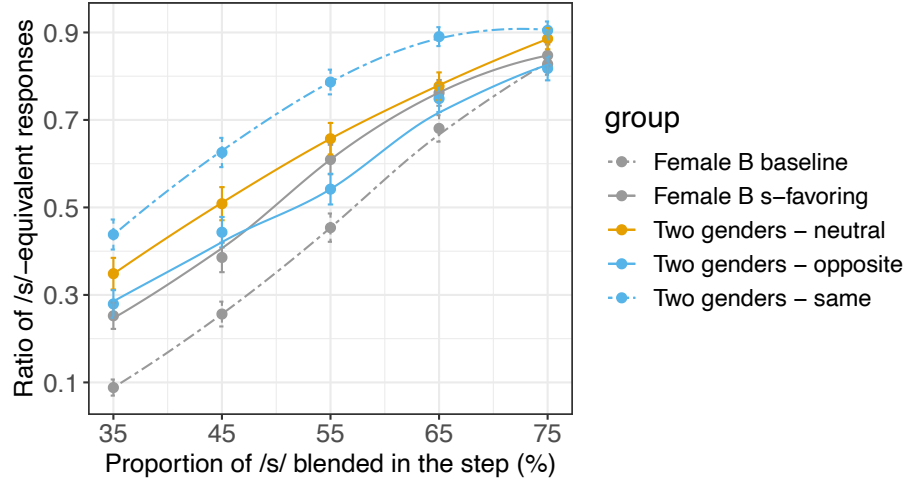 Ratio of /s/−equivalent responses
0.9
0.7
0.5
0.3
0.1
35 45 55 65 75
Proportion of /s/ blended in the step (%)
group
Female B baseline
Female B s−favoring
Two genders − neutral
Two genders − opposite
Two genders − same